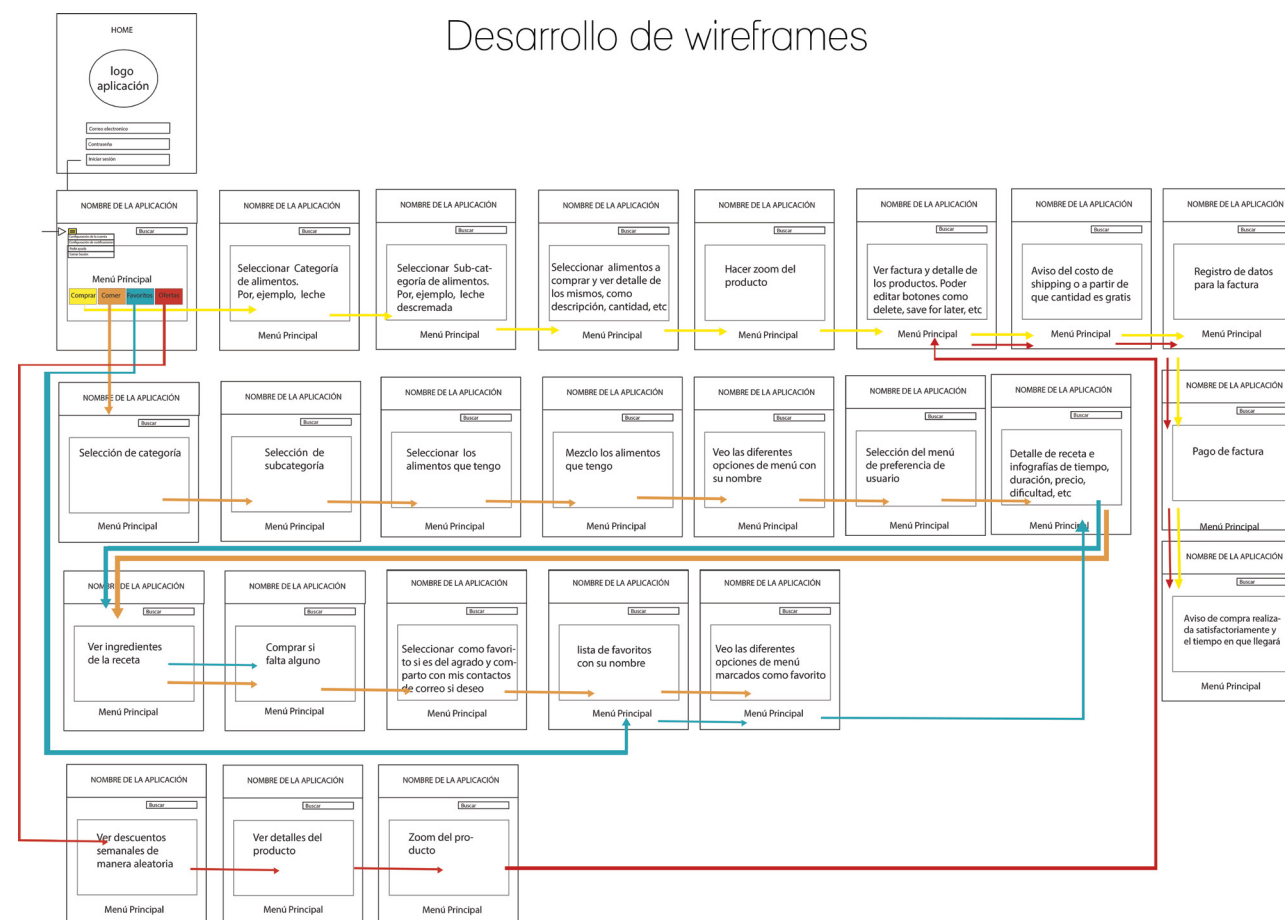 Desarrollo de wireframes
HOME
logo
aplicación
Correo electronico
Contraseña
Iniciar sesión
NOMBRE DE LA APLICACIÓN
Buscar
Configuración de la cuenta
Configuración de notificaciones
Pedir ayuda
Cerrar Sesión
Menú Principal
Comprar
Comer
Favoritos
Ofertas
NOMBRE DE LA APLICACIÓN
Buscar
Seleccionar Categoría
de alimentos.
Por, ejemplo, leche
Menú Principal
NOMBRE DE LA APLICACIÓN
Buscar
Seleccionar Sub-cat-
egoría de alimentos.
Por, ejemplo, leche
descremada
Menú Principal
NOMBRE DE LA APLICACIÓN
Buscar
Seleccionar alimentos a
comprar y ver detalle de
los mismos, como
descripción, cantidad, etc
Menú Principal
NOMBRE DE LA APLICACIÓN
Buscar
Hacer zoom del
producto
Menú Principal
NOMBRE DE LA APLICACIÓN
Buscar
Ver factura y detalle de
los productos. Poder
editar botones como
delete, save for later, etc
Menú Principal
NOMBRE DE LA APLICACIÓN
Buscar
Aviso del costo de
shipping o a partir de
que cantidad es gratis
Menú Principal
NOMBRE DE LA APLICACIÓN
Buscar
Registro de datos
para la factura
Menú Principal
NOMBRE DE LA APLICACIÓN
Buscar
Selección de categoría
Menú Principal
NOMBRE DE LA APLICACIÓN
Buscar
Selección de
subcategoría
Menú Principal
NOMBRE DE LA APLICACIÓN
Buscar
Seleccionar los
alimentos que tengo
Menú Principal
NOMBRE DE LA APLICACIÓN
Buscar
Mezclo los alimentos
que tengo
Menú Principal
NOMBRE DE LA APLICACIÓN
Buscar
Veo las diferentes
opciones de menú con
su nombre
Menú Principal
NOMBRE DE LA APLICACIÓN
Buscar
Selección del menú
de preferencia de
usuario
Menú Principal
NOMBRE DE LA APLICACIÓN
Buscar
Detalle de receta e
infografías de tiempo,
duración, precio,
dificultad, etc
Menú Principal
NOMBRE DE LA APLICACIÓN
Buscar
Pago de factura
Menú Principal
NOMBRE DE LA APLICACIÓN
Buscar
Ver ingredientes
de la receta
Menú Principal
NOMBRE DE LA APLICACIÓN
Buscar
Comprar si
falta alguno
Menú Principal
NOMBRE DE LA APLICACIÓN
Buscar
Seleccionar como favori-
to si es del agrado y com-
parto con mis contactos
de correo si deseo
Menú Principal
NOMBRE DE LA APLICACIÓN
Buscar
lista de favoritos
con su nombre
Menú Principal
NOMBRE DE LA APLICACIÓN
Buscar
Veo las diferentes
opciones de menú
marcados como favorito
Menú Principal
NOMBRE DE LA APLICACIÓN
Buscar
Aviso de compra realiza-
da satisfactoriamente y
el tiempo en que llegará
Menú Principal
NOMBRE DE LA APLICACIÓN
Buscar
Ver descuentos
semanales de
manera aleatoria
Menú Principal
NOMBRE DE LA APLICACIÓN
Buscar
Ver detalles del
producto
Menú Principal
NOMBRE DE LA APLICACIÓN
Buscar
Zoom del pro-
ducto
Menú Principal